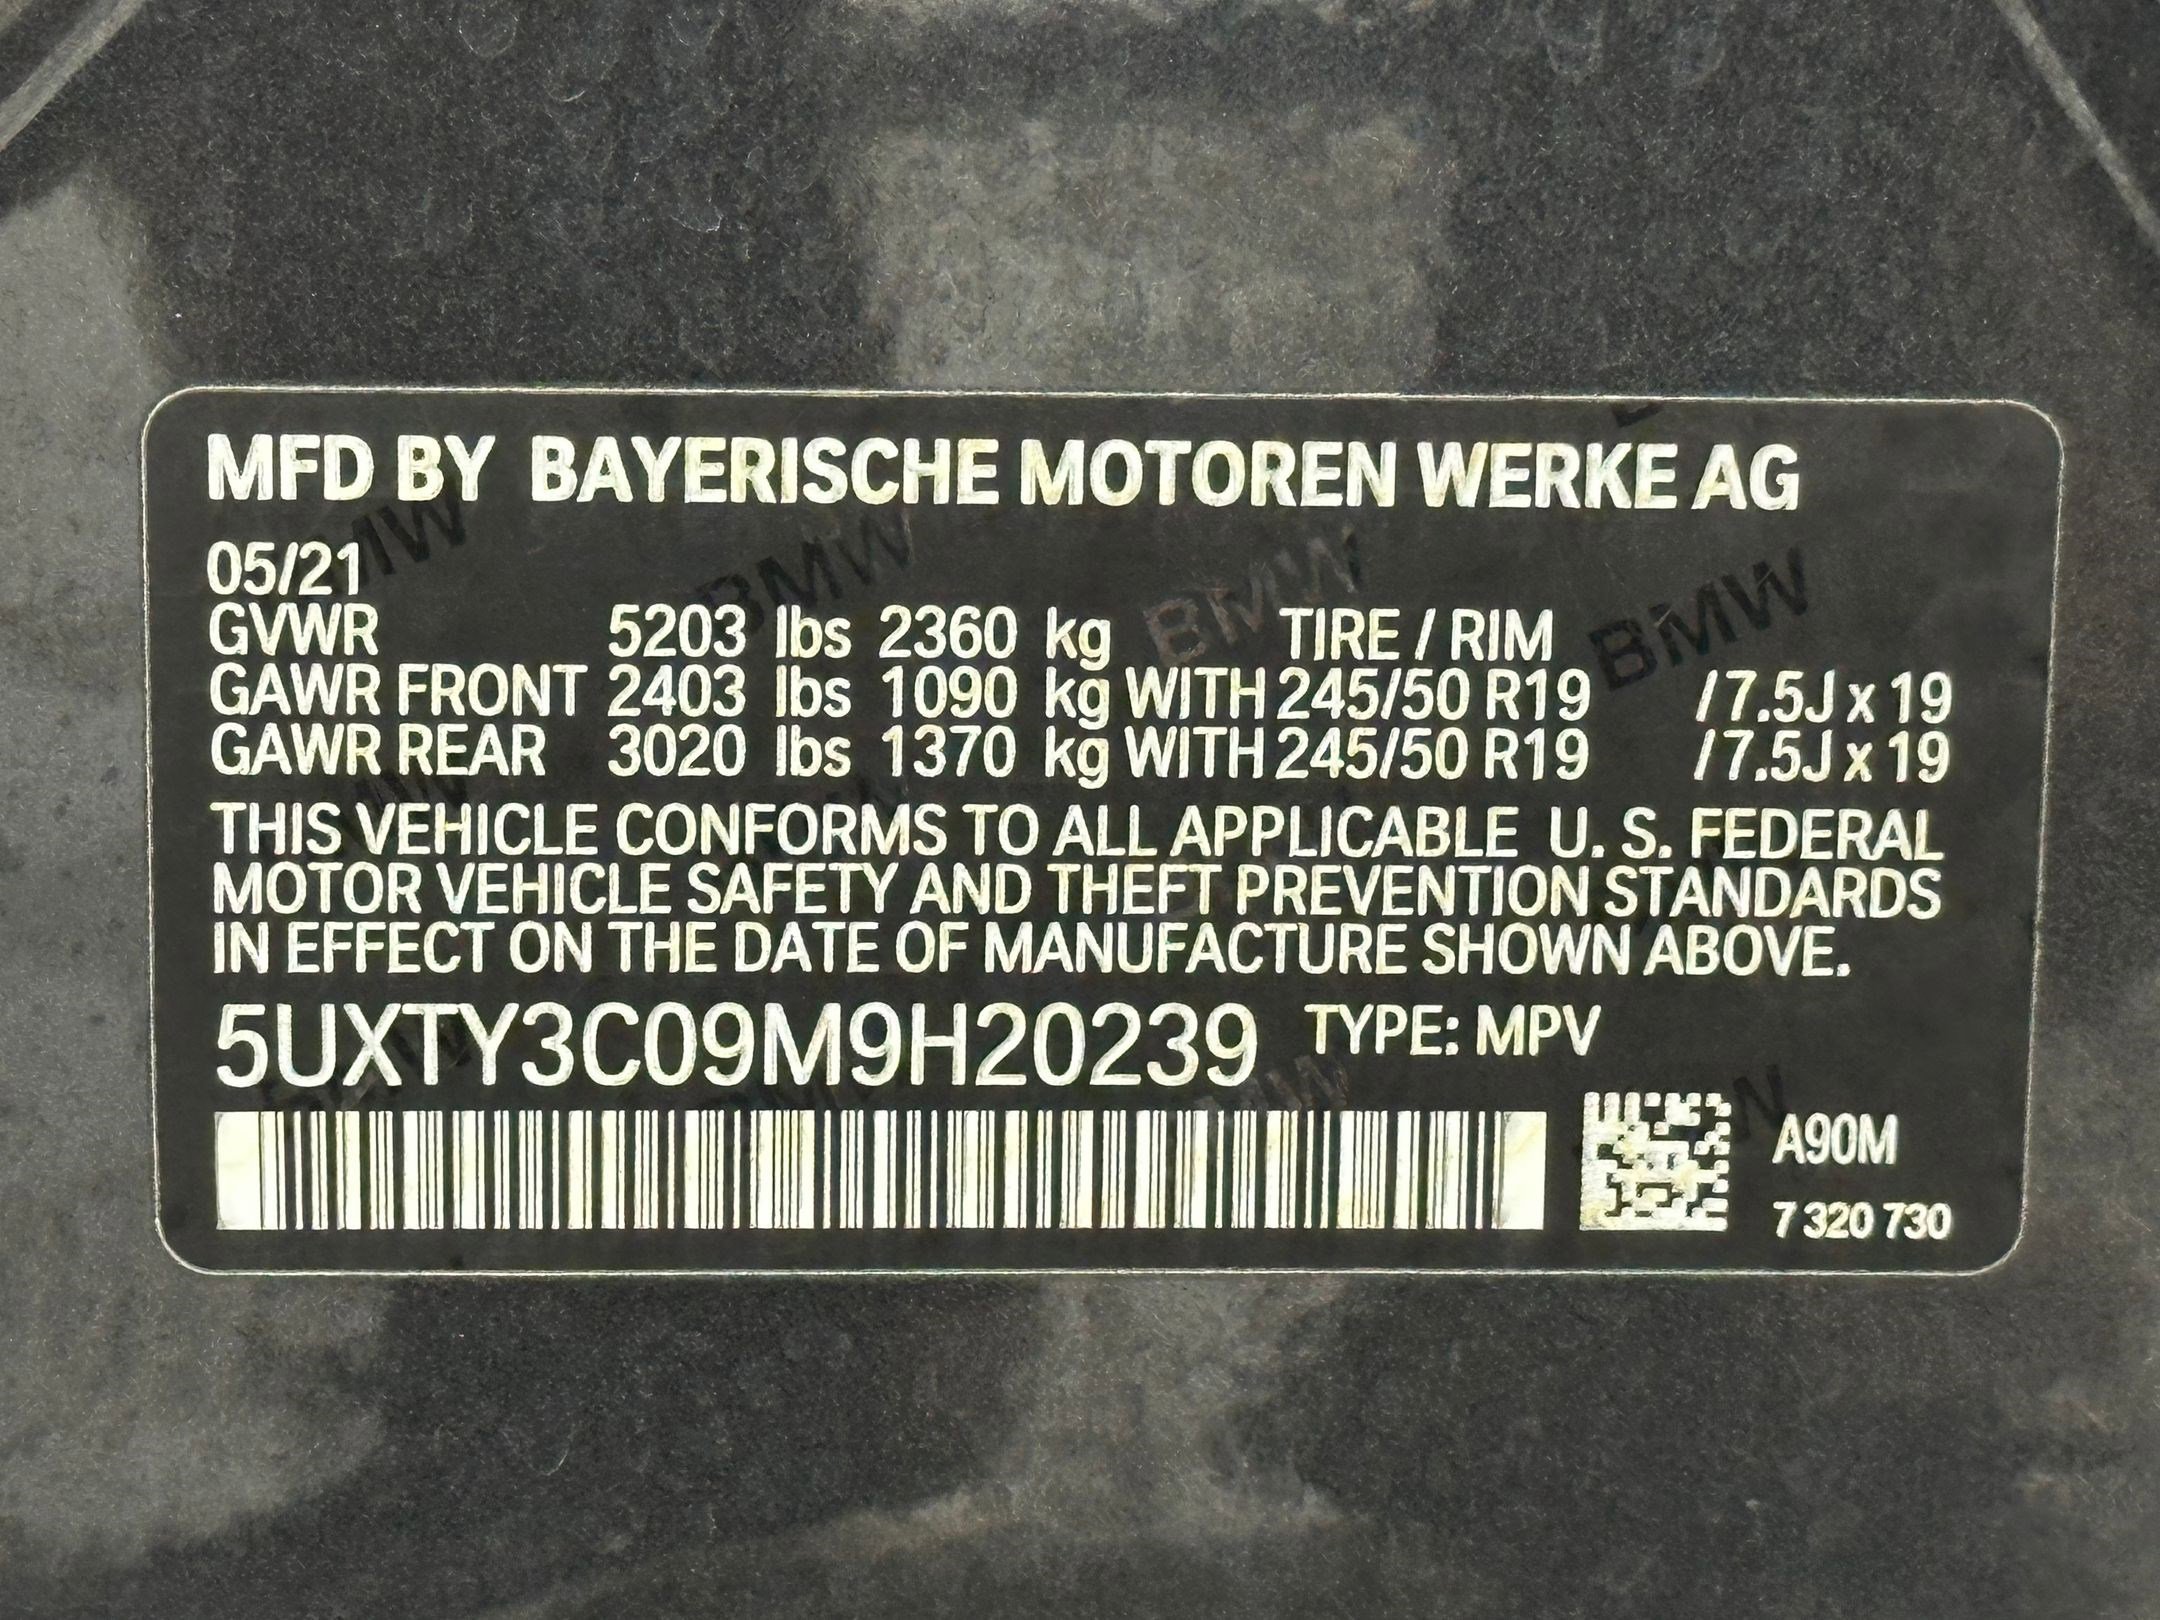 MFD BY BAYERISCHE MOTOREN WERKE AG
05/21
GVWR 5203 lbs 2360 kg TIRE / RIM
GAWR FRONT 2403 lbs 1090 kg WITH 245/50 R19 /7.5J x 19
GAWR REAR 3020 lbs 1370 kg WITH 245/50 R19 /7.5J x 19
THIS VEHICLE CONFORMS TO ALL APPLICABLE U. S. FEDERAL
MOTOR VEHICLE SAFETY AND THEFT PREVENTION STANDARDS
IN EFFECT ON THE DATE OF MANUFACTURE SHOWN ABOVE.
5UXTY3C09M9H20239 TYPE: MPV
A90M
7 320 730